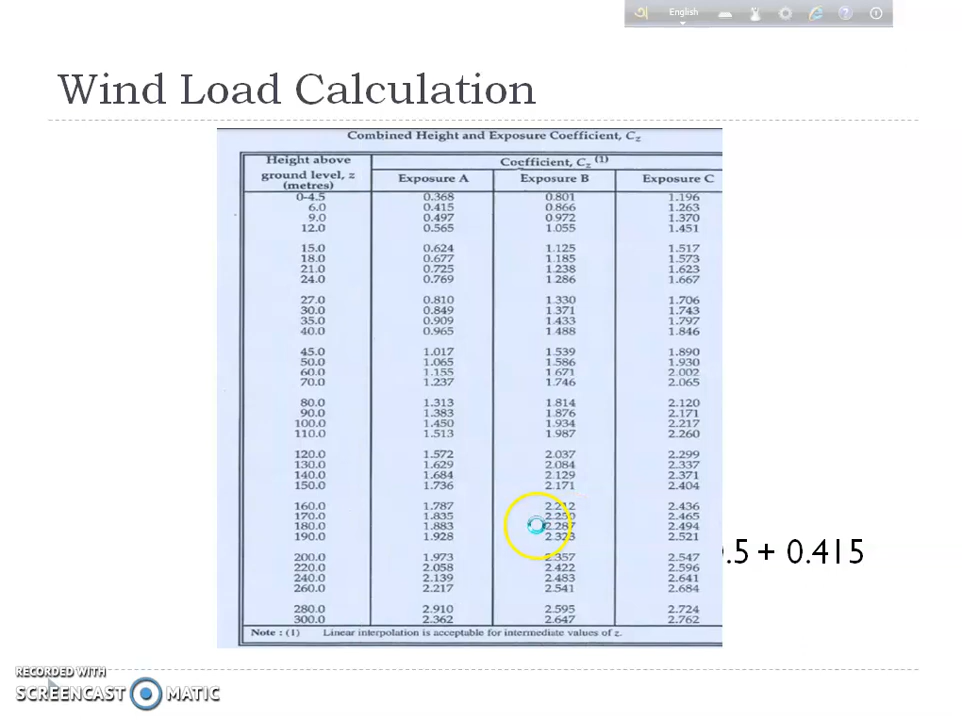 অ English
Wind Load Calculation
Combined Height and Exposure Coefficient, Cz
Height above ground level, z (metres) Coefficient, Cz (1)
Exposure A Exposure B Exposure C
0-4.5 0.368 0.801 1.196
6.0 0.415 0.866 1.263
9.0 0.497 0.972 1.370
12.0 0.565 1.055 1.451
15.0 0.624 1.125 1.517
18.0 0.677 1.185 1.573
21.0 0.725 1.238 1.623
24.0 0.769 1.286 1.667
27.0 0.810 1.330 1.706
30.0 0.849 1.371 1.743
35.0 0.909 1.433 1.797
40.0 0.965 1.488 1.846
45.0 1.017 1.539 1.890
50.0 1.065 1.586 1.930
60.0 1.155 1.671 2.002
70.0 1.237 1.746 2.065
80.0 1.313 1.814 2.120
90.0 1.383 1.876 2.171
100.0 1.450 1.934 2.217
110.0 1.513 1.987 2.260
120.0 1.572 2.037 2.299
130.0 1.629 2.084 2.337
140.0 1.684 2.129 2.371
150.0 1.736 2.171 2.404
160.0 1.787 2.212 2.436
170.0 1.835 2.250 2.465
180.0 1.883 2.287 2.494
190.0 1.928 2.323 2.521
200.0 1.973 2.357 2.547
220.0 2.058 2.422 2.596
240.0 2.139 2.483 2.641
260.0 2.217 2.541 2.684
280.0 2.910 2.595 2.724
300.0 2.362 2.647 2.762
Note : (1) Linear interpolation is acceptable for intermediate values of z.
.5 + 0.415
RECORDED WITH
SCREENCAST MATIC